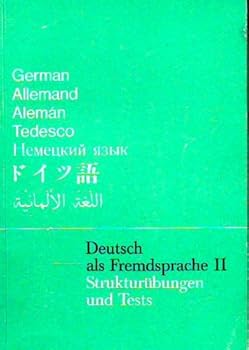 German
Allemand
Alemán
Tedesco
Немецкий язык
ドイツ語
اللغة الألمانية
Deutsch
als Fremdsprache II
Strukturübungen
und Tests